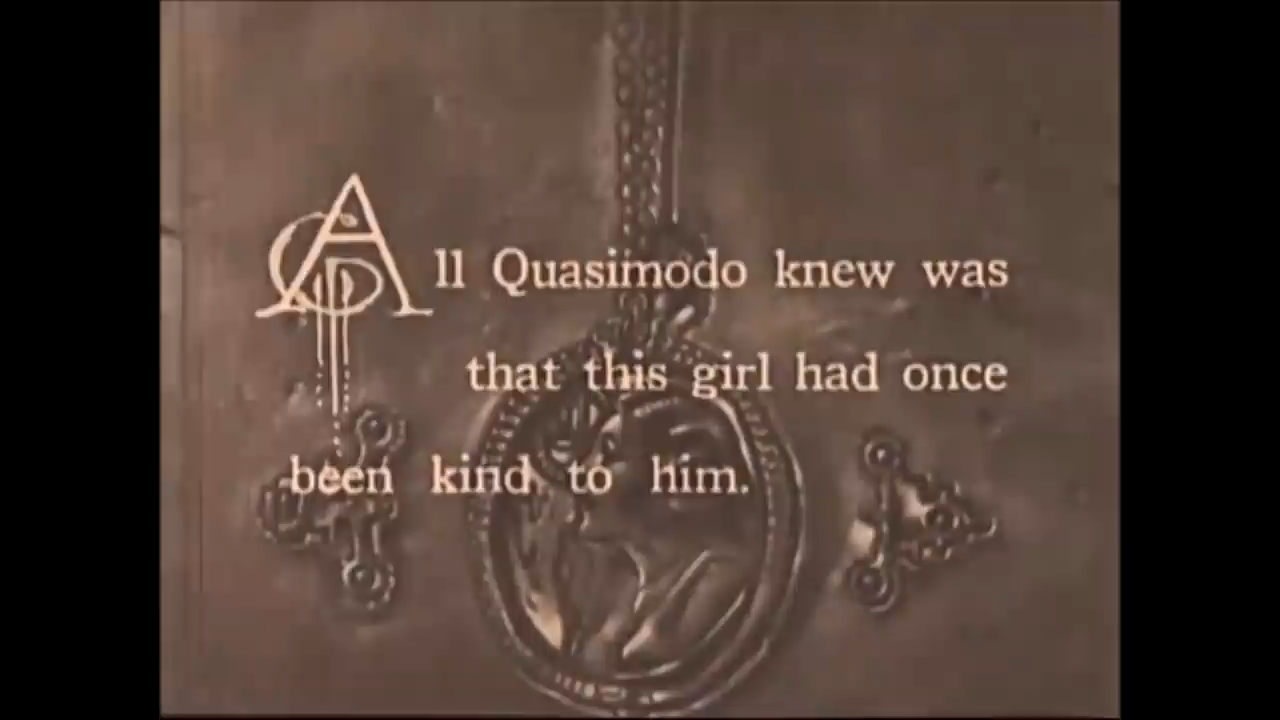 All Quasimodo knew was
that this girl had once
been kind to him.